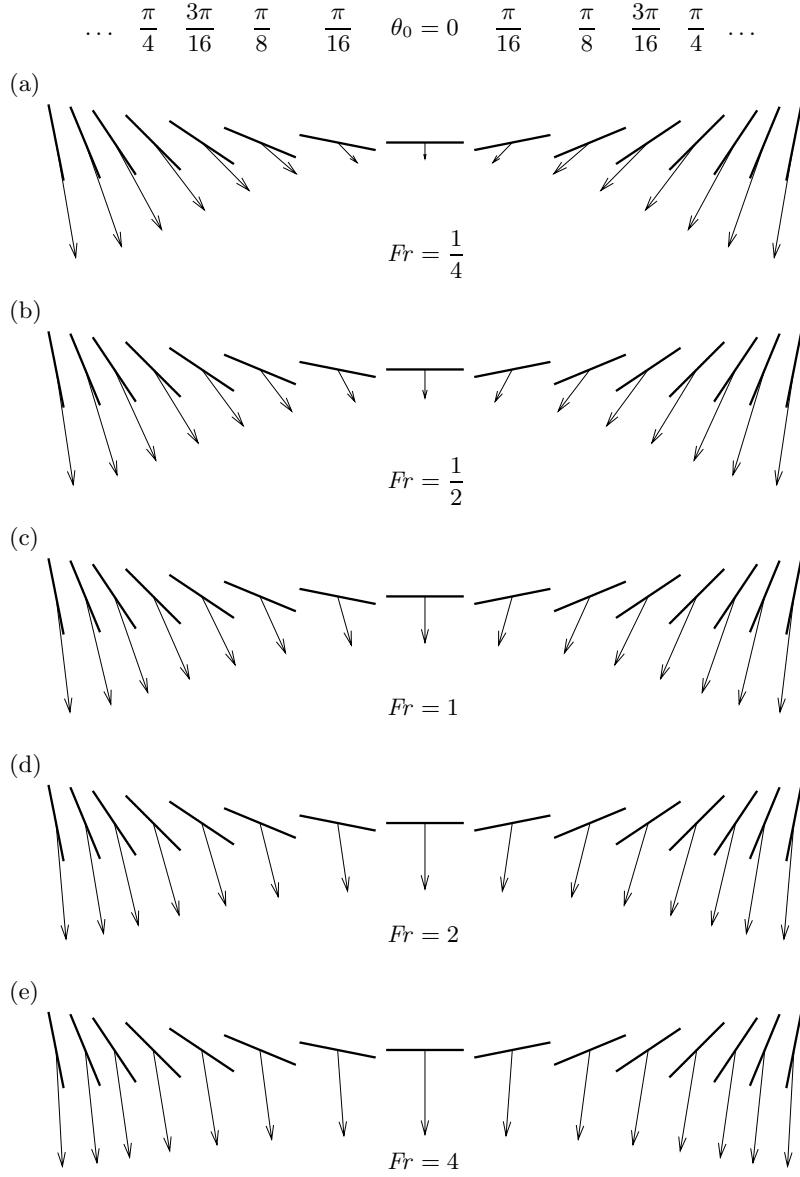 ... π/4 3π/16 π/8 π/16 θ₀ = 0 π/16 π/8 3π/16 π/4 ...
(a)
Fr = 1/4
(b)
Fr = 1/2
(c)
Fr = 1
(d)
Fr = 2
(e)
Fr = 4